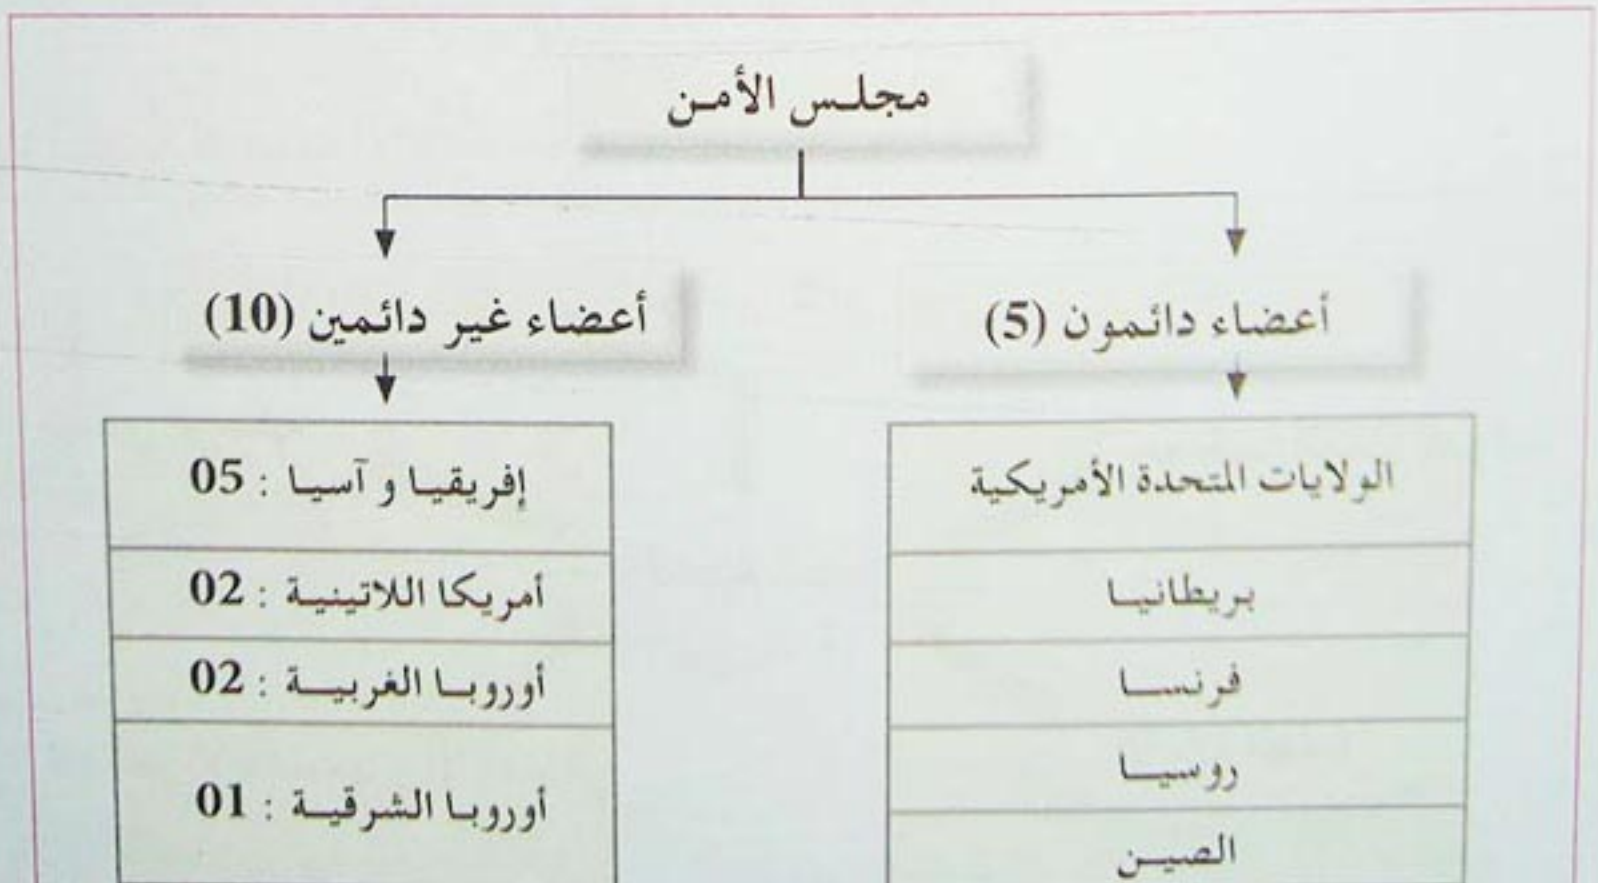 مجلس الأمن
أعضاء دائمون (5)
الولايات المتحدة الأمريكية
بريطانيا
فرنسا
روسيا
الصين
أعضاء غير دائمين (10)
إفريقيا و آسيا : 05
أمريكا اللاتينية : 02
أوروبا الغربية : 02
أوروبا الشرقية : 01